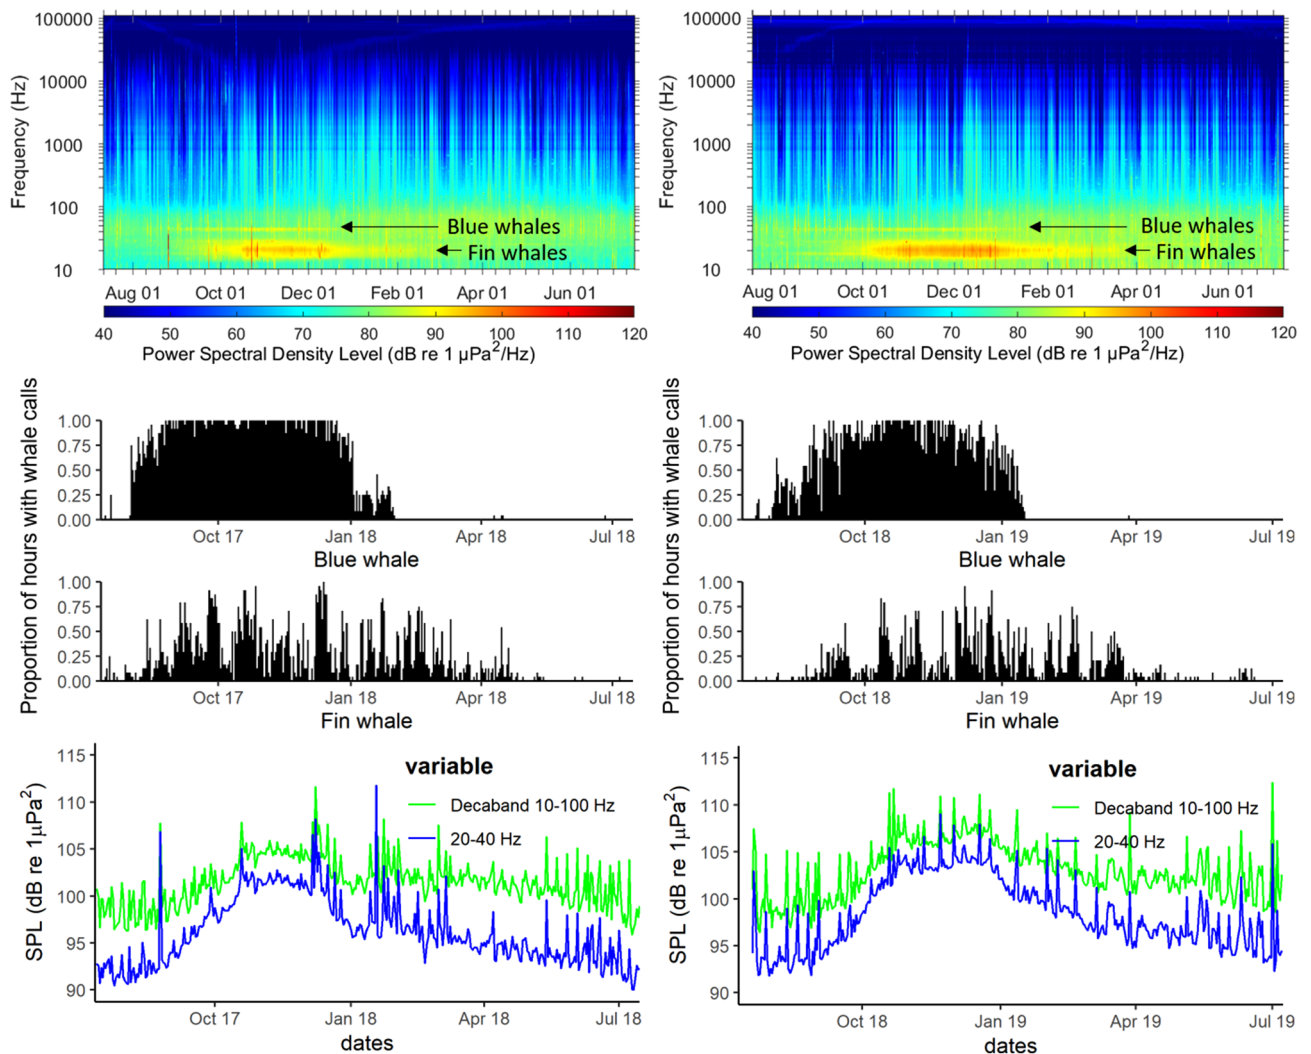 100000
10000
1000
100
10
Frequency (Hz)
Blue whales
Fin whales
Aug 01 Oct 01 Dec 01 Feb 01 Apr 01 Jun 01
40 50 60 70 80 90 100 110 120
Power Spectral Density Level (dB re 1 µPa²/Hz)
100000
10000
1000
100
10
Frequency (Hz)
Blue whales
Fin whales
Aug 01 Oct 01 Dec 01 Feb 01 Apr 01 Jun 01
40 50 60 70 80 90 100 110 120
Power Spectral Density Level (dB re 1 µPa²/Hz)
Proportion of hours with whale calls
1.00
0.75
0.50
0.25
0.00
Oct 17 Jan 18 Apr 18 Jul 18
Blue whale
1.00
0.75
0.50
0.25
0.00
Oct 17 Jan 18 Apr 18 Jul 18
Fin whale
Proportion of hours with whale calls
1.00
0.75
0.50
0.25
0.00
Oct 18 Jan 19 Apr 19 Jul 19
Blue whale
1.00
0.75
0.50
0.25
0.00
Oct 18 Jan 19 Apr 19 Jul 19
Fin whale
SPL (dB re 1µPa²)
115
110
105
100
95
90
variable
Decaband 10-100 Hz
20-40 Hz
Oct 17 Jan 18 Apr 18 Jul 18
dates
SPL (dB re 1µPa²)
115
110
105
100
95
90
variable
Decaband 10-100 Hz
20-40 Hz
Oct 18 Jan 19 Apr 19 Jul 19
dates